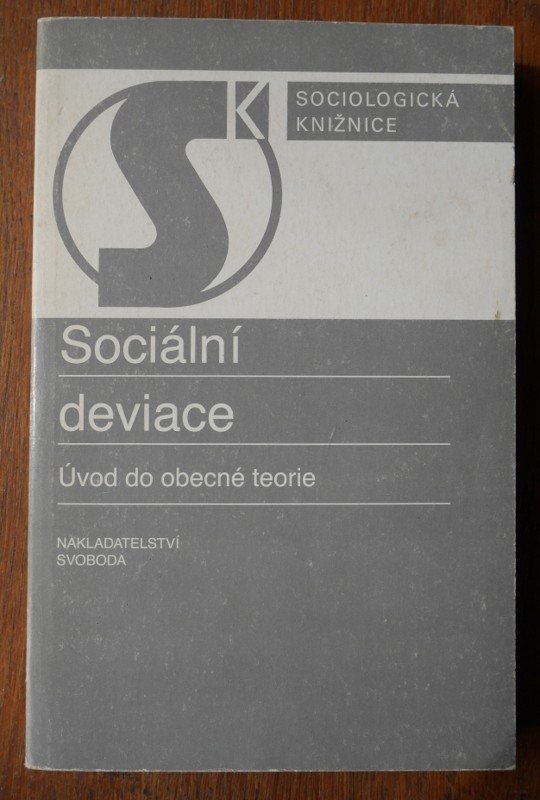 SK
SOCIOLOGICKÁ
KNIŽNICE
Sociální
deviace
Úvod do obecné teorie
NAKLADATELSTVÍ
SVOBODA